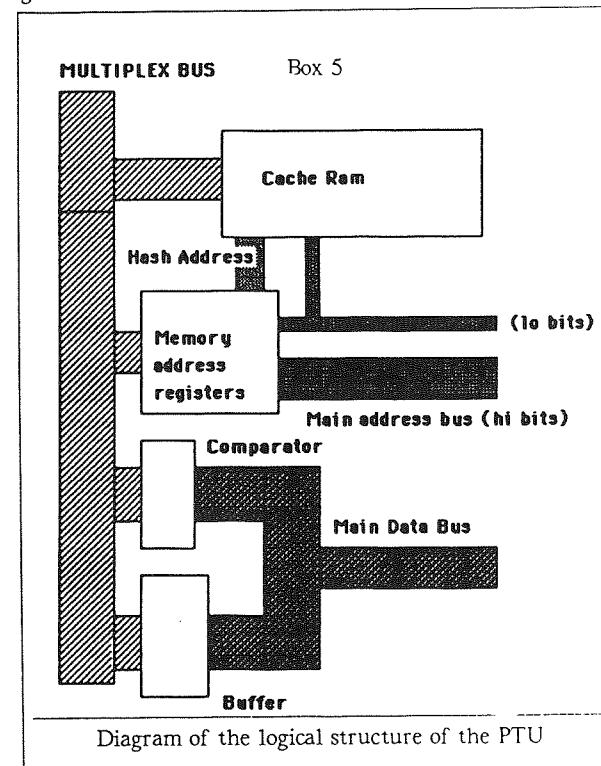 MULTIPLEX BUS
Box 5
Cache Ram
Hash Address
(lo bits)
Memory
address
registers
Main address bus (hi bits)
Comparator
Main Data Bus
Buffer
Diagram of the logical structure of the PTU